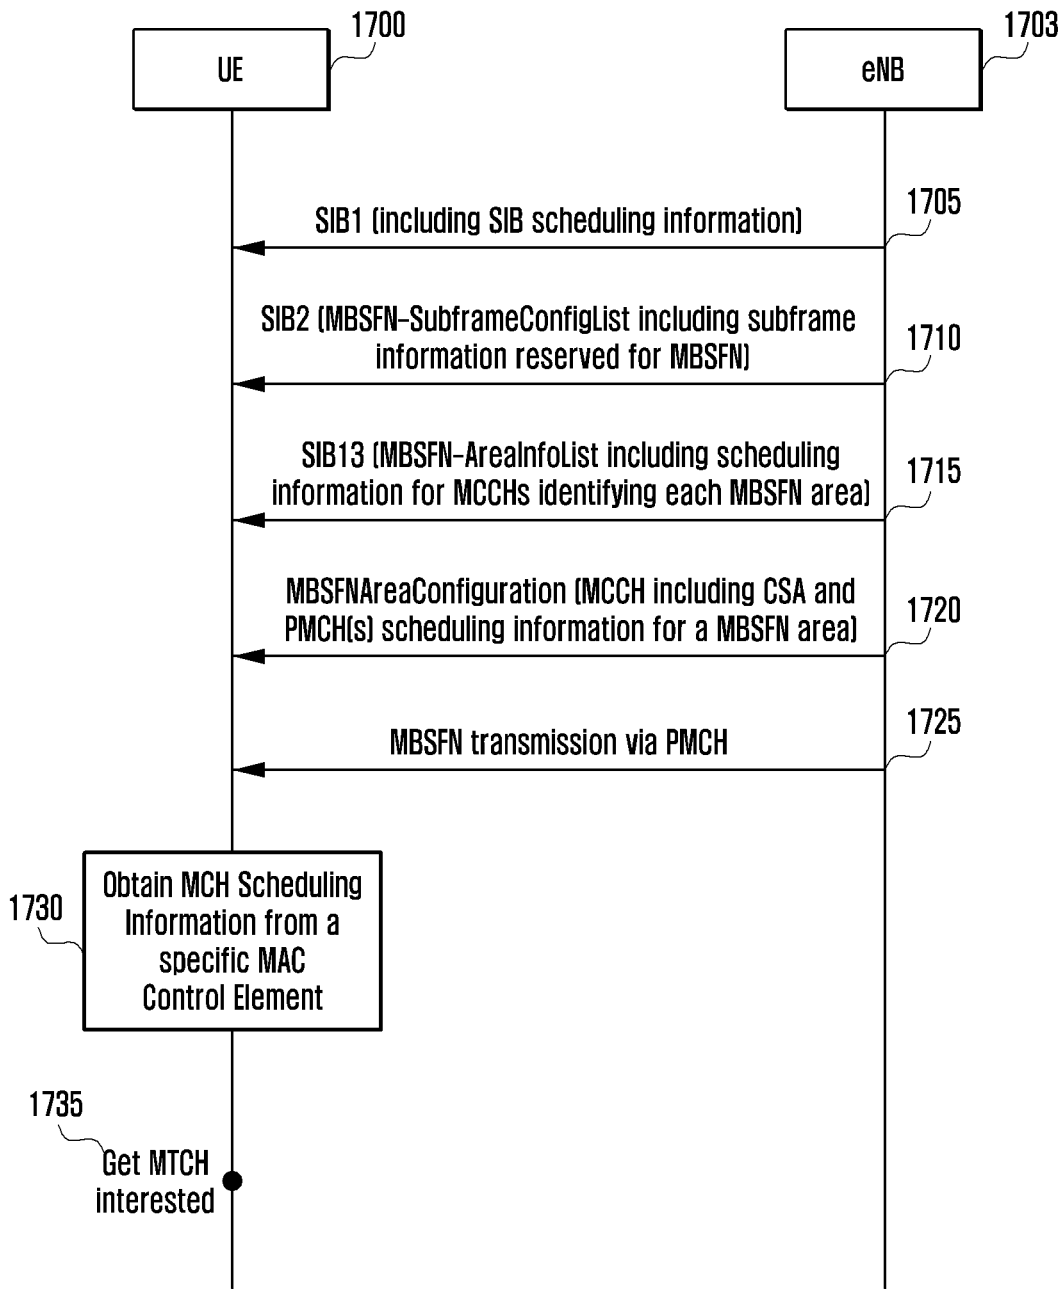 1700
1703
UE
eNB
1705
SIB1 (including SIB scheduling information)
SIB2 (MBSFN-SubframeConfigList including subframe
information reserved for MBSFN)
1710
SIB13 (MBSFN-AreaInfoList including scheduling
information for MCCHs identifying each MBSFN area)
1715
MBSFNAreaConfiguration (MCCH including CSA and
PMCH(s) scheduling information for a MBSFN area)
1720
1725
MBSFN transmission via PMCH
1730
Obtain MCH Scheduling
Information from a
specific MAC
Control Element
1735
Get MTCH
interested